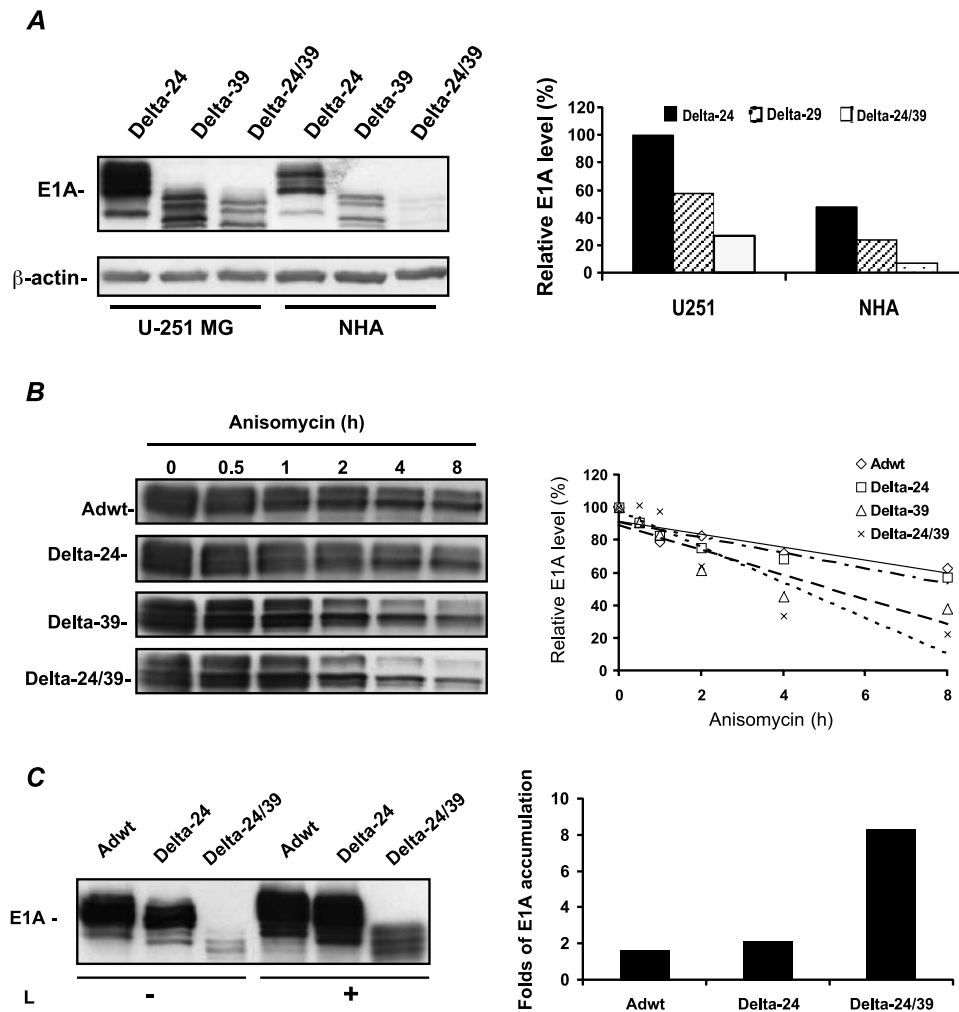 A
Delta-24 Delta-39 Delta-24/39 Delta-24 Delta-39 Delta-24/39
E1A-
β-actin-
U-251 MG NHA
Relative E1A level (%)
Delta-24 Delta-29 Delta-24/39
120
100
80
60
40
20
0
U251 NHA
B
Anisomycin (h)
0 0.5 1 2 4 8
Adwt-
Delta-24-
Delta-39-
Delta-24/39-
Relative E1A level (%)
120
100
80
60
40
20
0
0 2 4 6 8
Anisomycin (h)
Adwt
Delta-24
Delta-39
Delta-24/39
C
Adwt Delta-24 Delta-24/39 Adwt Delta-24 Delta-24/39
E1A -
L - +
Folds of E1A accumulation
10
8
6
4
2
0
Adwt Delta-24 Delta-24/39